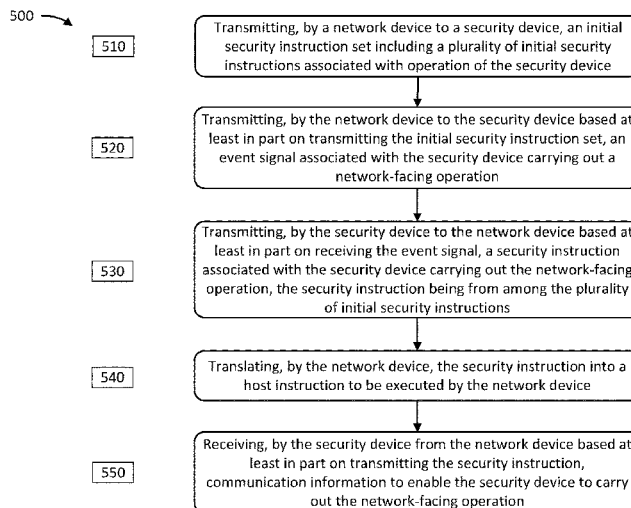 500
510
Transmitting, by a network device to a security device, an initial
security instruction set including a plurality of initial security
instructions associated with operation of the security device
520
Transmitting, by the network device to the security device based at
least in part on transmitting the initial security instruction set, an
event signal associated with the security device carrying out a
network-facing operation
530
Transmitting, by the security device to the network device based at
least in part on receiving the event signal, a security instruction
associated with the security device carrying out the network-facing
operation, the security instruction being from among the plurality
of initial security instructions
540
Translating, by the network device, the security instruction into a
host instruction to be executed by the network device
550
Receiving, by the security device from the network device based at
least in part on transmitting the security instruction,
communication information to enable the security device to carry
out the network-facing operation